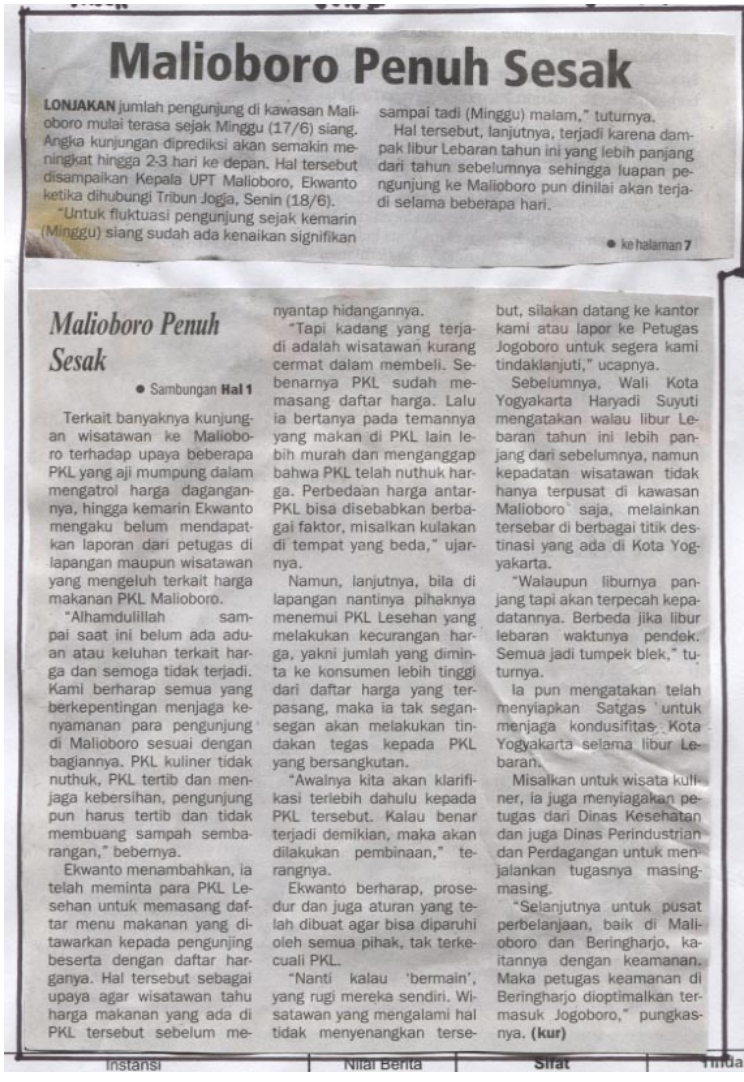 Malioboro Penuh Sesak
LONJAKAN jumlah pengunjung di kawasan Mali-
oboro mulai terasa sejak Minggu (17/6) siang.
Angka kunjungan diprediksi akan semakin me-
ningkat hingga 2-3 hari ke depan. Hal tersebut
disampaikan Kepala UPT Malioboro, Ekwanto
ketika dihubungi Tribun Jogja, Senin (18/6).
"Untuk fluktuasi pengunjung sejak kemarin
(Minggu) siang sudah ada kenaikan signifikan
sampai tadi (Minggu) malam," tuturnya.
Hal tersebut, lanjutnya, terjadi karena dam-
pak libur Lebaran tahun ini yang lebih panjang
dari tahun sebelumnya sehingga luapan pe-
ngunjung ke Malioboro pun dinilai akan terja-
di selama beberapa hari.
● ke halaman 7
Malioboro Penuh
Sesak
● Sambungan Hal 1
Terkait banyaknya kunjung-
an wisatawan ke Maliobo-
ro terhadap upaya beberapa
PKL yang aji mumpung dalam
mengatrol harga dagangan-
nya, hingga kemarin Ekwanto
mengaku belum mendapat-
kan laporan dari petugas di
lapangan maupun wisatawan
yang mengeluh terkait harga
makanan PKL Malioboro.
"Alhamdulillah sam-
pai saat ini belum ada adu-
an atau keluhan terkait har-
ga dan semoga tidak terjadi.
Kami berharap semua yang
berkepentingan menjaga ke-
nyamanan para pengunjung
di Malioboro sesuai dengan
bagiannya. PKL kuliner tidak
nuthuk, PKL tertib dan men-
jaga kebersihan, pengunjung
pun harus tertib dan tidak
membuang sampah semba-
rangan," bebernya.
Ekwanto menambahkan, ia
telah meminta para PKL Le-
sehan untuk memasang daf-
tar menu makanan yang di-
tawarkan kepada pengunjing
beserta dengan daftar har-
ganya. Hal tersebut sebagai
upaya agar wisatawan tahu
harga makanan yang ada di
PKL tersebut sebelum me-
nyantap hidangannya.
"Tapi kadang yang terja-
di adalah wisatawan kurang
cermat dalam membeli. Se-
benarnya PKL sudah me-
masang daftar harga. Lalu
ia bertanya pada temannya
yang makan di PKL lain le-
bih murah dan menganggap
bahwa PKL telah nuthuk har-
ga. Perbedaan harga antar-
PKL bisa disebabkan berba-
gai faktor, misalkan kulakan
di tempat yang beda," ujar-
nya.
Namun, lanjutnya, bila di
lapangan nantinya pihaknya
menemui PKL Lesehan yang
melakukan kecurangan har-
ga, yakni jumlah yang dimin-
ta ke konsumen lebih tinggi
dari daftar harga yang ter-
pasang, maka ia tak segan-
segan akan melakukan tin-
dakan tegas kepada PKL
yang bersangkutan.
"Awalnya kita akan klarifi-
kasi terlebih dahulu kepada
PKL tersebut. Kalau benar
terjadi demikian, maka akan
dilakukan pembinaan," te-
rangnya.
Ekwanto berharap, prose-
dur dan juga aturan yang te-
lah dibuat agar bisa dipatuhi
oleh semua pihak, tak terke-
cuali PKL.
"Nanti kalau 'bermain',
yang rugi mereka sendiri. Wi-
satawan yang mengalami hal
tidak menyenangkan terse-
but, silakan datang ke kantor
kami atau lapor ke Petugas
Jogoboro untuk segera kami
tindaklanjuti," ucapnya.
Sebelumnya, Wali Kota
Yogyakarta Haryadi Suyuti
mengatakan walau libur Le-
baran tahun ini lebih pan-
jang dari sebelumnya, namun
kepadatan wisatawan tidak
hanya terpusat di kawasan
Malioboro saja, melainkan
tersebar di berbagai titik des-
tinasi yang ada di Kota Yog-
yakarta.
"Walaupun liburnya pan-
jang tapi akan terpecah kepa-
datannya. Berbeda jika libur
lebaran waktunya pendek.
Semua jadi tumpek blek," tu-
turnya.
Ia pun mengatakan telah
menyiapkan Satgas untuk
menjaga kondusifitas Kota
Yogyakarta selama libur Le-
baran.
Misalkan untuk wisata kuli-
ner, ia juga menyiagakan pe-
tugas dari Dinas Kesehatan
dan juga Dinas Perindustrian
dan Perdagangan untuk men-
jalankan tugasnya masing-
masing.
"Selanjutnya untuk pusat
perbelanjaan, baik di Mali-
oboro dan Beringharjo, ka-
itannya dengan keamanan.
Maka petugas keamanan di
Beringharjo dioptimalkan ter-
masuk Jogoboro," pungkas-
nya. (kur)
Instansi Nilai Berita Sifat